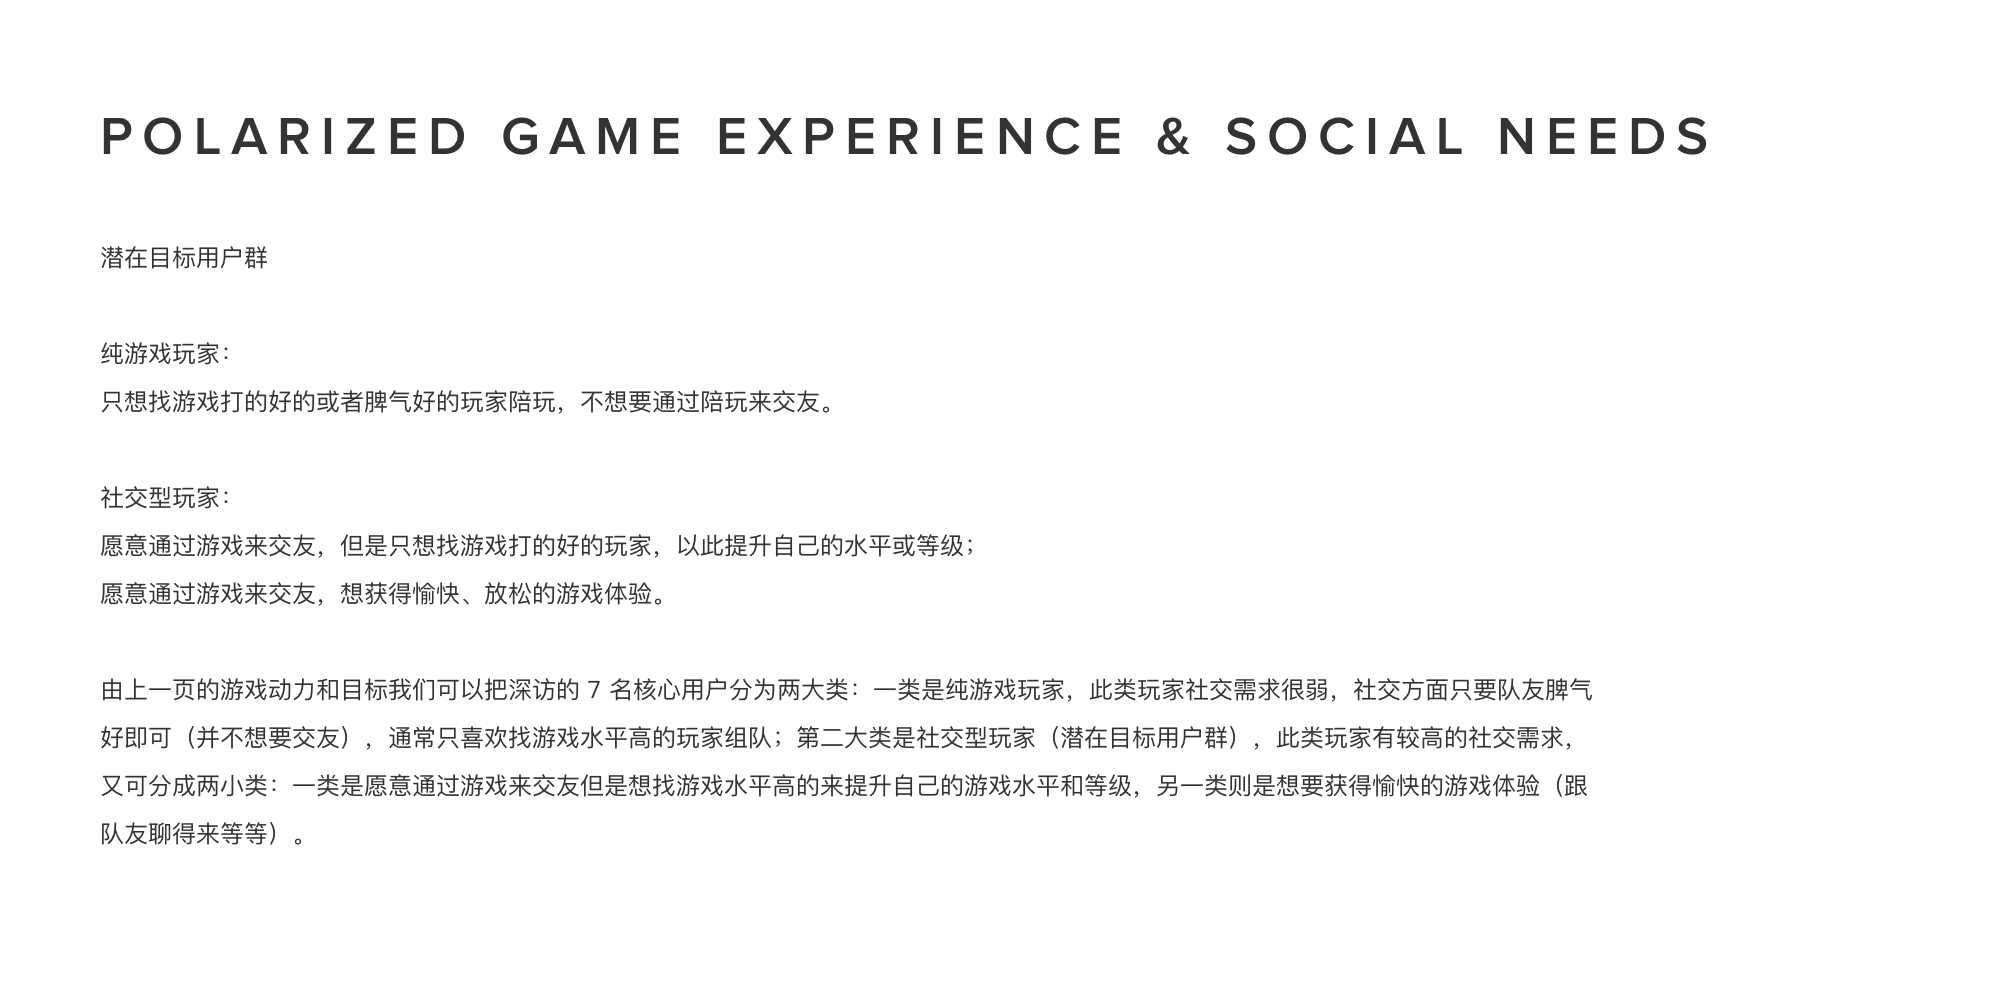 POLARIZED GAME EXPERIENCE & SOCIAL NEEDS
潜在目标用户群
纯游戏玩家：
只想找游戏打的好的或者脾气好的玩家陪玩，不想要通过陪玩来交友。
社交型玩家：
愿意通过游戏来交友，但是只想找游戏打的好的玩家，以此提升自己的水平或等级；
愿意通过游戏来交友，想获得愉快、放松的游戏体验。
由上一页的游戏动力和目标我们可以把深访的 7 名核心用户分为两大类：一类是纯游戏玩家，此类玩家社交需求很弱，社交方面只要队友脾气
好即可（并不想要交友），通常只喜欢找游戏水平高的玩家组队；第二大类是社交型玩家（潜在目标用户群），此类玩家有较高的社交需求，
又可分成两小类：一类是愿意通过游戏来交友但是想找游戏水平高的来提升自己的游戏水平和等级，另一类则是想要获得愉快的游戏体验（跟
队友聊得来等等）。